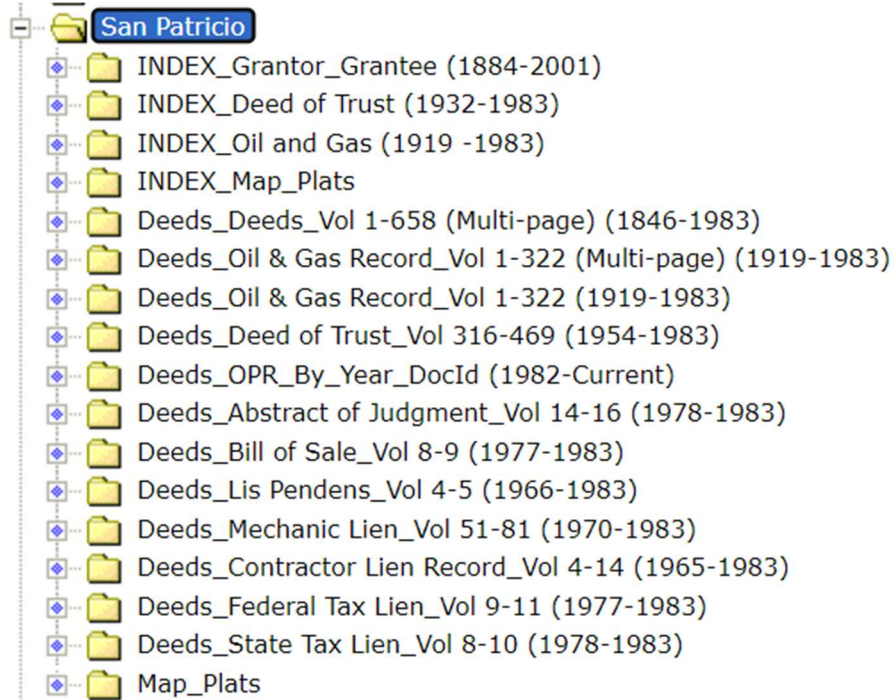 San Patricio
INDEX_Grantor_Grantee (1884-2001)
INDEX_Deed of Trust (1932-1983)
INDEX_Oil and Gas (1919 -1983)
INDEX_Map_Plats
Deeds_Deeds_Vol 1-658 (Multi-page) (1846-1983)
Deeds_Oil & Gas Record_Vol 1-322 (Multi-page) (1919-1983)
Deeds_Oil & Gas Record_Vol 1-322 (1919-1983)
Deeds_Deed of Trust_Vol 316-469 (1954-1983)
Deeds_OPR_By_Year_DocId (1982-Current)
Deeds_Abstract of Judgment_Vol 14-16 (1978-1983)
Deeds_Bill of Sale_Vol 8-9 (1977-1983)
Deeds_Lis Pendens_Vol 4-5 (1966-1983)
Deeds_Mechanic Lien_Vol 51-81 (1970-1983)
Deeds_Contractor Lien Record_Vol 4-14 (1965-1983)
Deeds_Federal Tax Lien_Vol 9-11 (1977-1983)
Deeds_State Tax Lien_Vol 8-10 (1978-1983)
Map_Plats